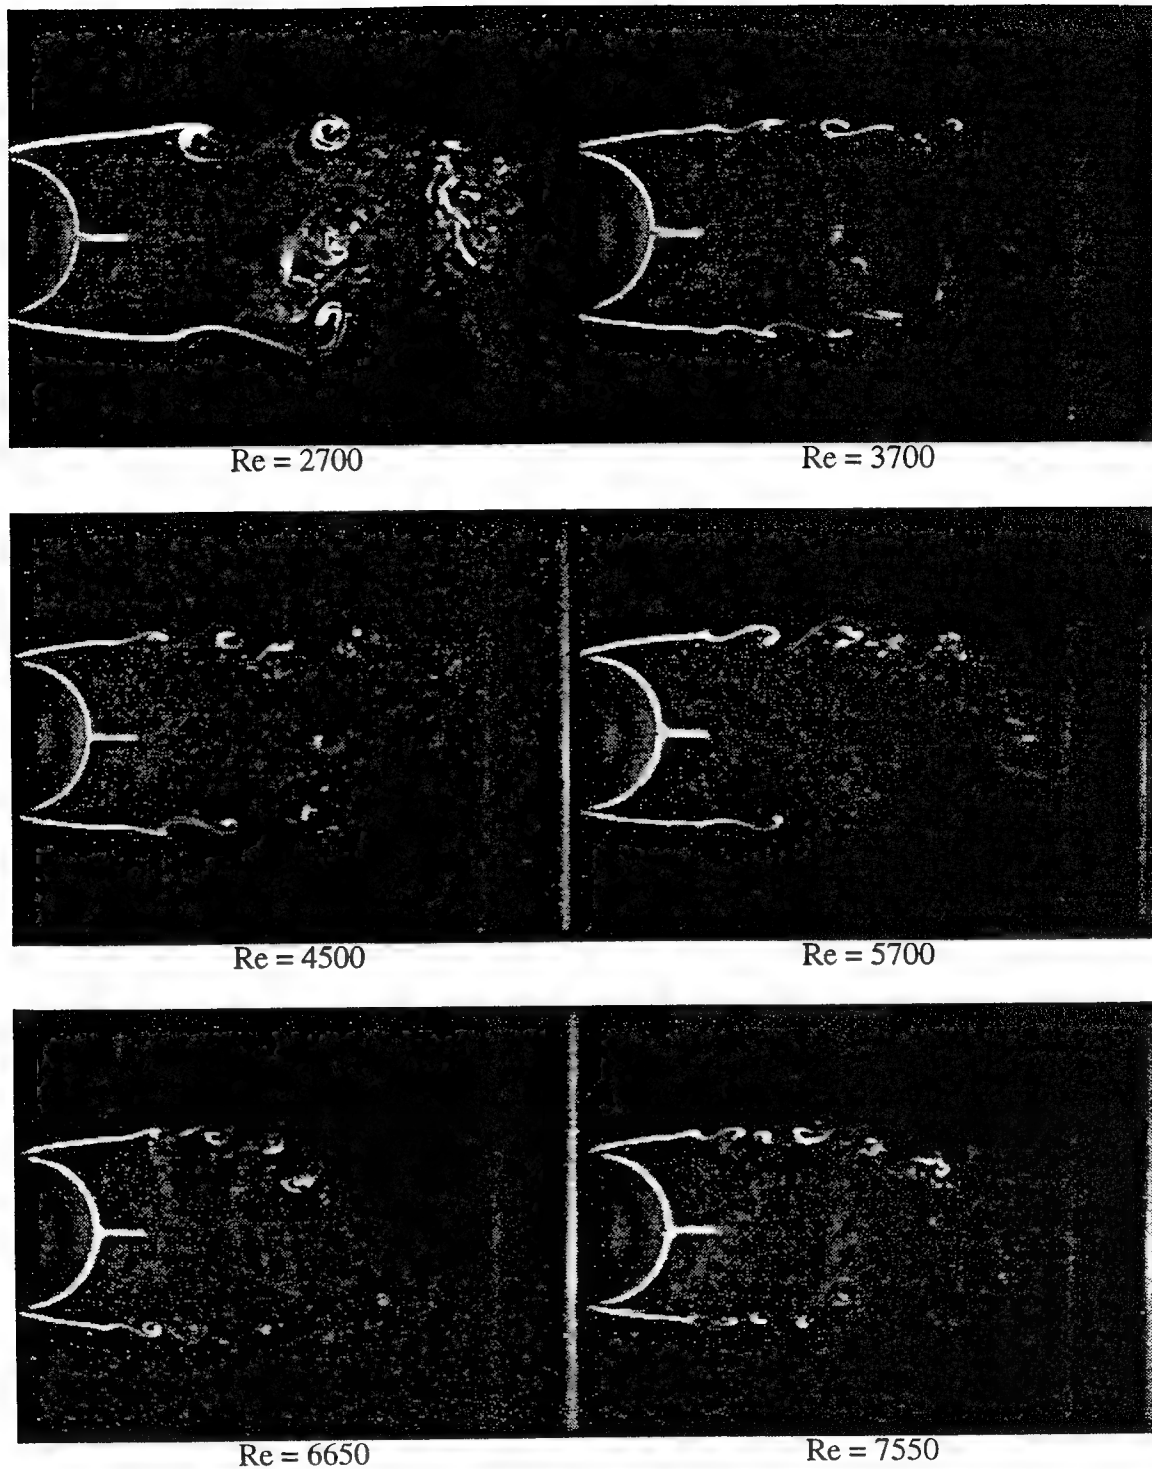 Re = 2700
Re = 3700
Re = 4500
Re = 5700
Re = 6650
Re = 7550